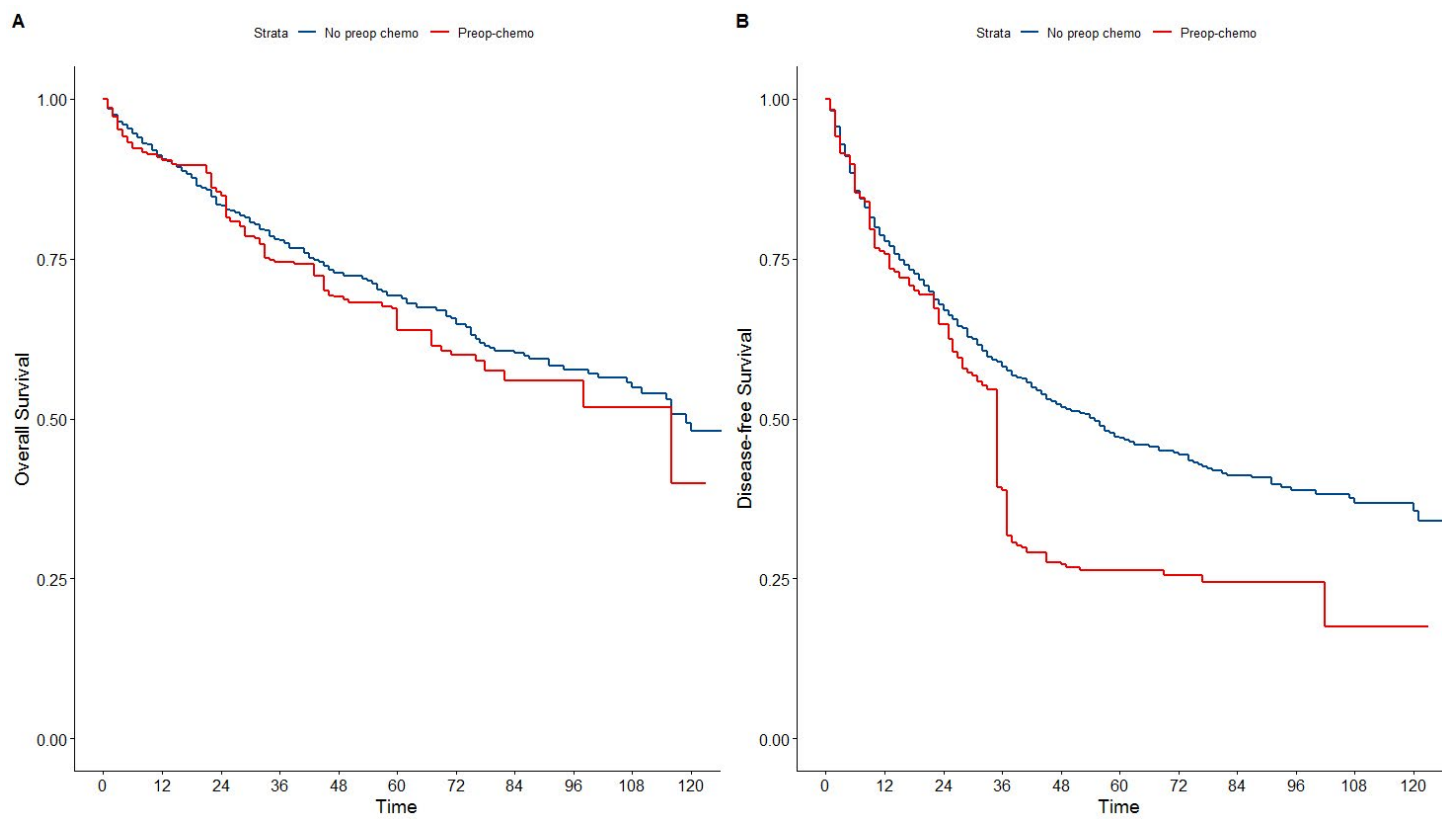 A
Strata No preop chemo Preop-chemo
1.00
0.75
0.50
0.25
0.00
Overall Survival
0 12 24 36 48 60 72 84 96 108 120
Time
B
Strata No preop chemo Preop-chemo
1.00
0.75
0.50
0.25
0.00
Disease-free Survival
0 12 24 36 48 60 72 84 96 108 120
Time